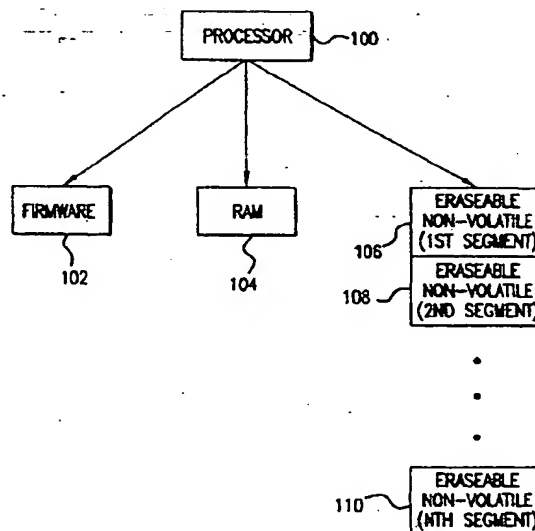 PROCESSOR
100
FIRMWARE
102
RAM
104
ERASEABLE
NON-VOLATILE
(1ST SEGMENT)
106
ERASEABLE
NON-VOLATILE
(2ND SEGMENT)
108
ERASEABLE
NON-VOLATILE
(NTH SEGMENT)
110